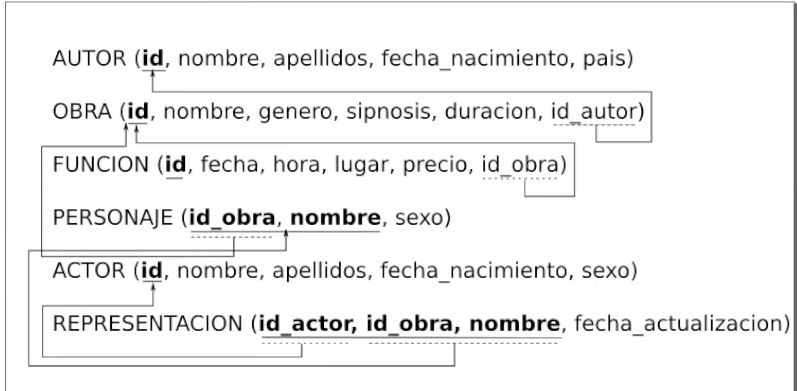 AUTOR (id, nombre, apellidos, fecha_nacimiento, pais)
OBRA (id, nombre, genero, sipnosis, duracion, id_autor)
FUNCION (id, fecha, hora, lugar, precio, id_obra)
PERSONAJE (id_obra, nombre, sexo)
ACTOR (id, nombre, apellidos, fecha_nacimiento, sexo)
REPRESENTACION (id_actor, id_obra, nombre, fecha_actualizacion)